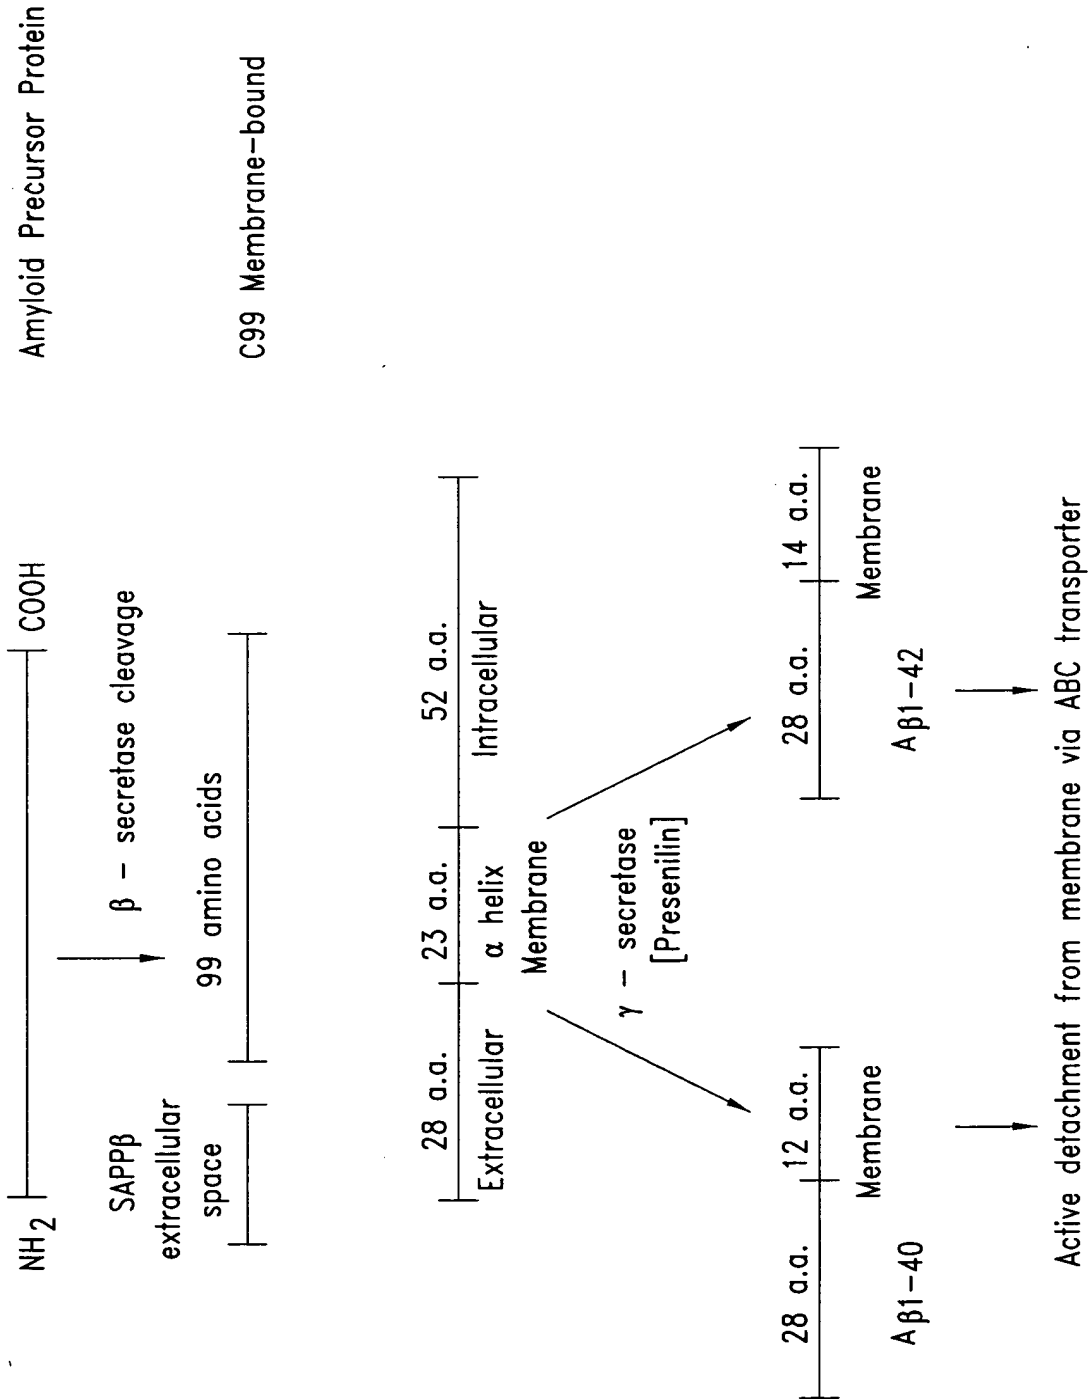 Amyloid Precursor Protein
NH2
COOH
β – secretase cleavage
SAPPβ
extracellular
space
99 amino acids
C99 Membrane-bound
28 a.a.
23 a.a.
52 a.a.
Extracellular
α helix
Membrane
Intracellular
γ – secretase
[Presenilin]
28 a.a.
12 a.a.
Membrane
Aβ1-40
28 a.a.
14 a.a.
Membrane
Aβ1-42
Active detachment from membrane via ABC transporter